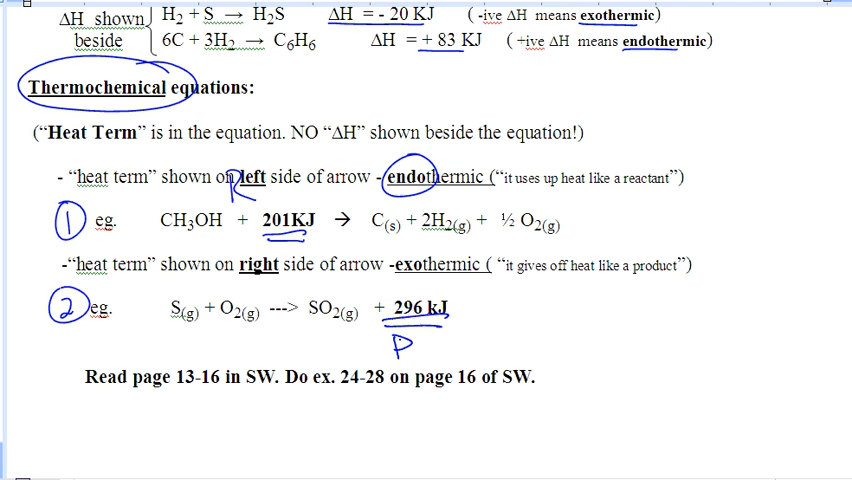 ΔH shown H₂ + S → H₂S ΔH = - 20 KJ (-ive ΔH means exothermic)
beside 6C + 3H₂ → C₆H₆ ΔH = + 83 KJ (+ive ΔH means endothermic)
Thermochemical equations:
("Heat Term" is in the equation. NO "ΔH" shown beside the equation!)
- "heat term" shown on left side of arrow - endothermic ("it uses up heat like a reactant")
R
1 eg. CH₃OH + 201KJ → C(s) + 2H₂(g) + ½ O₂(g)
-"heat term" shown on right side of arrow -exothermic ( "it gives off heat like a product")
2 eg. S(g) + O₂(g) ---> SO₂(g) + 296 kJ
P
Read page 13-16 in SW. Do ex. 24-28 on page 16 of SW.